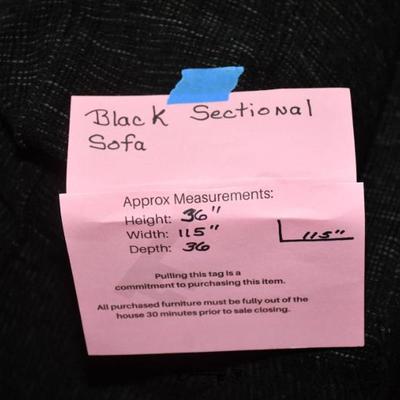 Black Sectional
Sofa
Approx Measurements:
Height: 36"
Width: 115"
Depth: 36
115"
Pulling this tag is a
commitment to purchasing this item.
All purchased furniture must be fully out of the
house 30 minutes prior to sale closing.